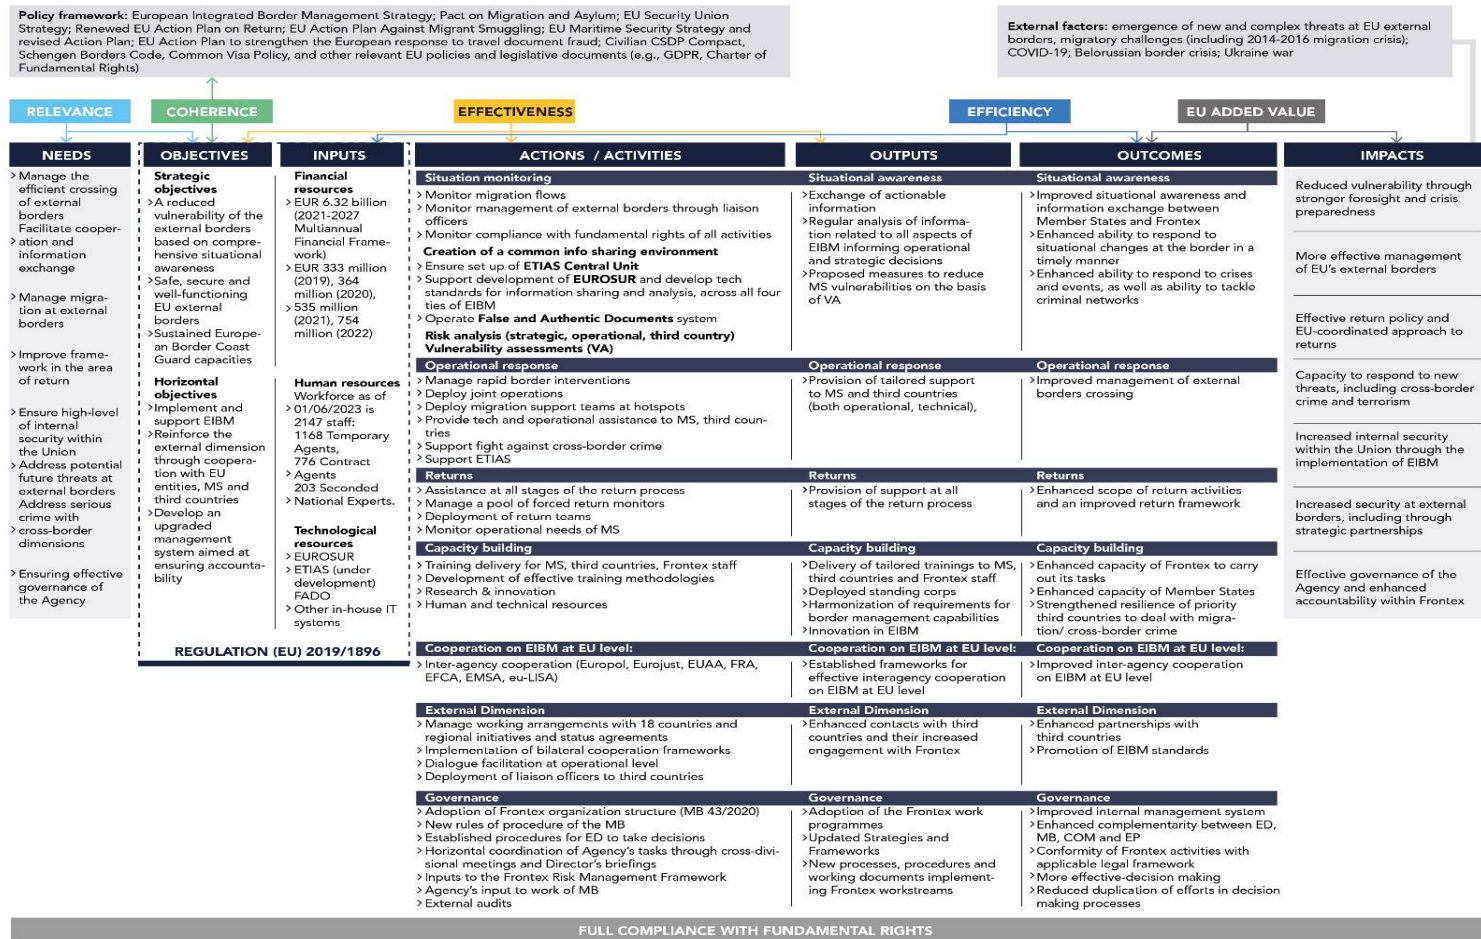 Policy framework: European Integrated Border Management Strategy; Pact on Migration and Asylum; EU Security Union
Strategy; Renewed EU Action Plan on Return; EU Action Plan Against Migrant Smuggling; EU Maritime Security Strategy and
revised Action Plan; EU Action Plan to strengthen the European response to travel document fraud; Civilian CSDP Compact,
Schengen Borders Code, Common Visa Policy, and other relevant EU policies and legislative documents (e.g., GDPR, Charter of
Fundamental Rights)
External factors: emergence of new and complex threats at EU external
borders, migratory challenges (including 2014-2016 migration crisis);
COVID-19; Belorussian border crisis; Ukraine war
RELEVANCE
COHERENCE
EFFECTIVENESS
EFFICIENCY
EU ADDED VALUE
NEEDS
> Manage the
efficient crossing
of external
borders
Facilitate cooper-
> ation and
information
exchange
> Manage migra-
tion at external
borders
> Improve frame-
work in the area
of return
> Ensure high-level
of internal
security within
the Union
> Address potential
future threats at
external borders
Address serious
crime with
> cross-border
dimensions
> Ensuring effective
governance of
the Agency
OBJECTIVES
Strategic
objectives
>A reduced
vulnerability of the
external borders
based on compre-
hensive situational
awareness
>Safe, secure and
well-functioning
EU external
borders
>Sustained Europe-
an Border Coast
Guard capacities
Horizontal
objectives
>Implement and
support EIBM
>Reinforce the
external dimension
through coopera-
tion with EU
entities, MS and
third countries
>Develop an
upgraded
management
system aimed at
ensuring accounta-
bility
INPUTS
Financial
resources
> EUR 6.32 billion
(2021-2027
Multiannual
Financial Frame-
work)
> EUR 333 million
(2019), 364
million (2020),
> 535 million
(2021), 754
million (2022)
Human resources
Workforce as of
> 01/06/2023 is
2147 staff:
1168 Temporary
Agents,
776 Contract
> Agents
203 Seconded
> National Experts.
Technological
resources
> EUROSUR
> ETIAS (under
development)
FADO
> Other in-house IT
systems
REGULATION (EU) 2019/1896
ACTIONS / ACTIVITIES
Situation monitoring
> Monitor migration flows
> Monitor management of external borders through liaison
officers
> Monitor compliance with fundamental rights of all activities
Creation of a common info sharing environment
> Ensure set up of ETIAS Central Unit
> Support development of EUROSUR and develop tech
standards for information sharing and analysis, across all four
ties of EIBM
> Operate False and Authentic Documents system
Risk analysis (strategic, operational, third country)
Vulnerability assessments (VA)
Operational response
> Manage rapid border interventions
> Deploy joint operations
> Deploy migration support teams at hotspots
> Provide tech and operational assistance to MS, third coun-
tries
> Support fight against cross-border crime
> Support ETIAS
Returns
> Assistance at all stages of the return process
> Manage a pool of forced return monitors
> Deployment of return teams
> Monitor operational needs of MS
Capacity building
> Training delivery for MS, third countries, Frontex staff
> Development of effective training methodologies
> Research & innovation
> Human and technical resources
Cooperation on EIBM at EU level:
> Inter-agency cooperation (Europol, Eurojust, EUAA, FRA,
EFCA, EMSA, eu-LISA)
External Dimension
> Manage working arrangements with 18 countries and
regional initiatives and status agreements
> Implementation of bilateral cooperation frameworks
> Dialogue facilitation at operational level
> Deployment of liaison officers to third countries
Governance
> Adoption of Frontex organization structure (MB 43/2020)
> New rules of procedure of the MB
> Established procedures for ED to take decisions
> Horizontal coordination of Agency's tasks through cross-divi-
sional meetings and Director's briefings
> Inputs to the Frontex Risk Management Framework
> Agency's input to work of MB
> External audits
OUTPUTS
Situational awareness
>Exchange of actionable
information
>Regular analysis of informa-
tion related to all aspects of
EIBM informing operational
and strategic decisions
>Proposed measures to reduce
MS vulnerabilities on the basis
of VA
Operational response
>Provision of tailored support
to MS and third countries
(both operational, technical),
Returns
>Provision of support at all
stages of the return process
Capacity building
>Delivery of tailored trainings to MS,
third countries and Frontex staff
>Deployed standing corps
>Harmonization of requirements for
border management capabilities
>Innovation in EIBM
Cooperation on EIBM at EU level:
>Established frameworks for
effective interagency cooperation
on EIBM at EU level
External Dimension
>Enhanced contacts with third
countries and their increased
engagement with Frontex
Governance
>Adoption of the Frontex work
programmes
>Updated Strategies and
Frameworks
>New processes, procedures and
working documents implement-
ing Frontex workstreams
OUTCOMES
Situational awareness
>Improved situational awareness and
information exchange between
Member States and Frontex
>Enhanced ability to respond to
situational changes at the border in a
timely manner
>Enhanced ability to respond to crises
and events, as well as ability to tackle
criminal networks
Operational response
>Improved management of external
borders crossing
Returns
>Enhanced scope of return activities
and an improved return framework
Capacity building
>Enhanced capacity of Frontex to carry
out its tasks
>Enhanced capacity of Member States
>Strengthened resilience of priority
third countries to deal with migra-
tion/ cross-border crime
Cooperation on EIBM at EU level:
>Improved inter-agency cooperation
on EIBM at EU level
External Dimension
>Enhanced partnerships with
third countries
>Promotion of EIBM standards
Governance
>Improved internal management system
>Enhanced complementarity between ED,
MB, COM and EP
>Conformity of Frontex activities with
applicable legal framework
>More effective-decision making
>Reduced duplication of efforts in decision
making processes
IMPACTS
Reduced vulnerability through
stronger foresight and crisis
preparedness
More effective management
of EU's external borders
Effective return policy and
EU-coordinated approach to
returns
Capacity to respond to new
threats, including cross-border
crime and terrorism
Increased internal security
within the Union through the
implementation of EIBM
Increased security at external
borders, including through
strategic partnerships
Effective governance of the
Agency and enhanced
accountability within Frontex
FULL COMPLIANCE WITH FUNDAMENTAL RIGHTS